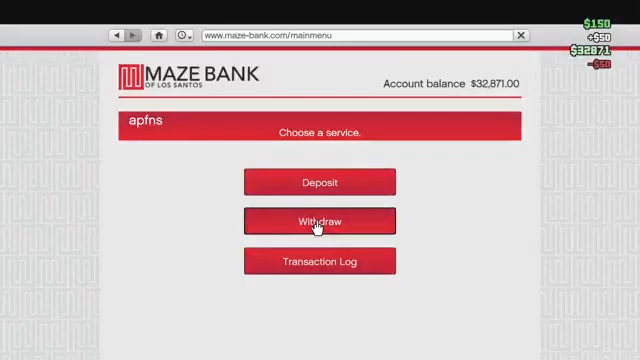 $150
+$50
$32871
-$50
www.maze-bank.com/mainmenu
MAZE BANK
OF LOS SANTOS
Account balance $32,871.00
apfns
Choose a service.
Deposit
Withdraw
Transaction Log